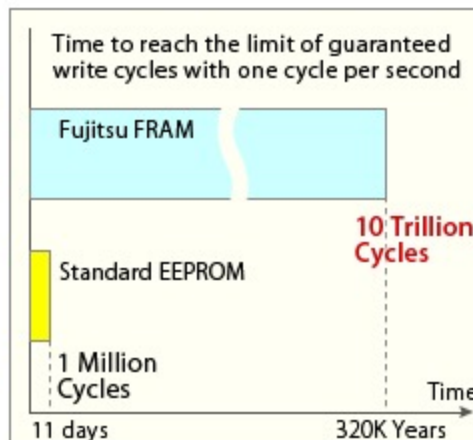 Time to reach the limit of guaranteed
write cycles with one cycle per second
Fujitsu FRAM
10 Trillion
Cycles
Standard EEPROM
1 Million
Cycles
Time
11 days
320K Years